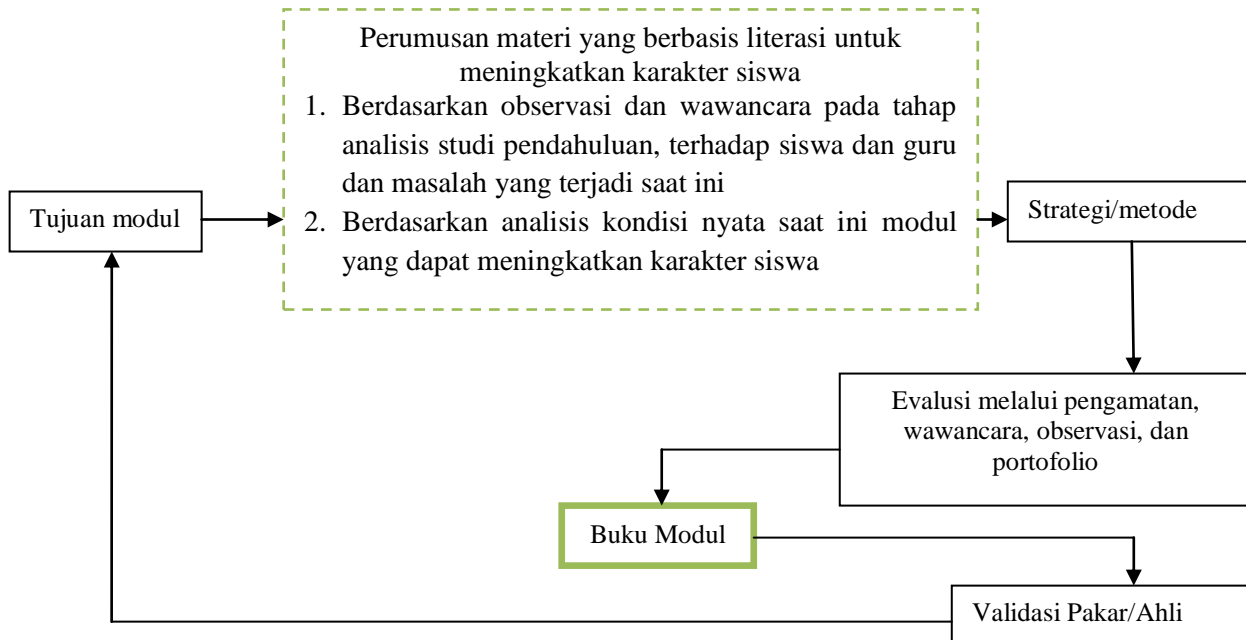 Perumusan materi yang berbasis literasi untuk
meningkatkan karakter siswa
1. Berdasarkan observasi dan wawancara pada tahap
analisis studi pendahuluan, terhadap siswa dan guru
dan masalah yang terjadi saat ini
2. Berdasarkan analisis kondisi nyata saat ini modul
yang dapat meningkatkan karakter siswa
Tujuan modul
Strategi/metode
Evalusi melalui pengamatan,
wawancara, observasi, dan
portofolio
Buku Modul
Validasi Pakar/Ahli